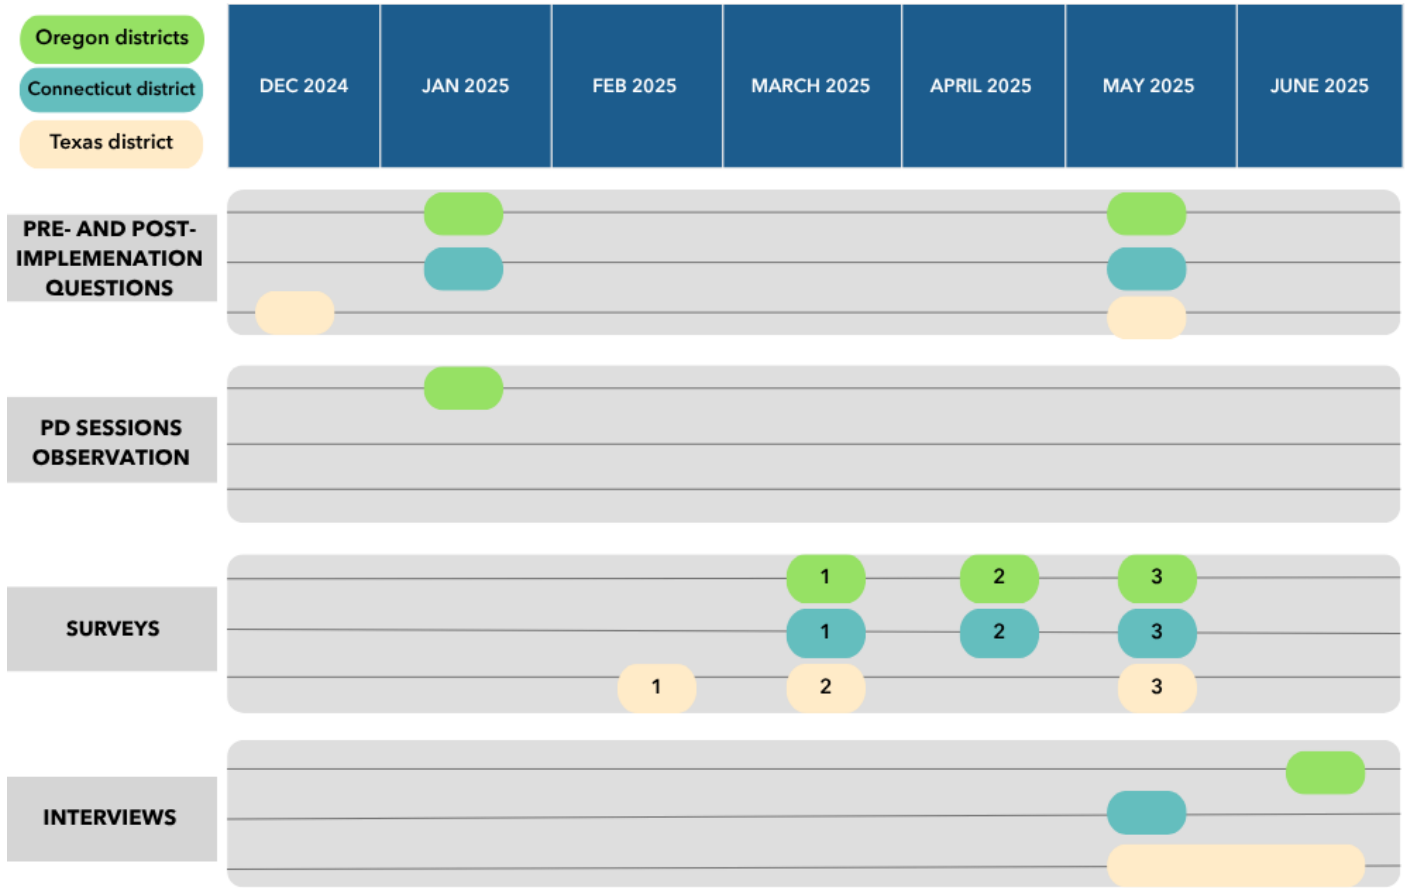 Oregon districts
Connecticut district
Texas district
DEC 2024
JAN 2025
FEB 2025
MARCH 2025
APRIL 2025
MAY 2025
JUNE 2025
PRE- AND POST-
IMPLEMENATION
QUESTIONS
PD SESSIONS
OBSERVATION
SURVEYS
1
2
3
1
2
3
1
2
3
INTERVIEWS